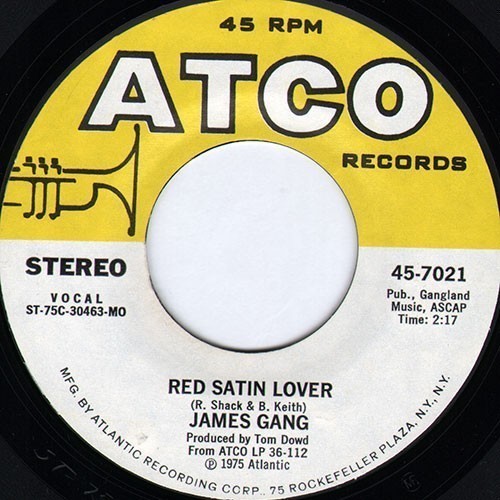 45 RPM
ATCO
RECORDS
STEREO
VOCAL
ST-75C-30463-MO
45-7021
Pub., Gangland
Music, ASCAP
Time: 2:17
RED SATIN LOVER
(R. Shack & B. Keith)
JAMES GANG
Produced by Tom Dowd
From ATCO LP 36-112
℗ 1975 Atlantic
MFG. BY ATLANTIC RECORDING CORP., 75 ROCKEFELLER PLAZA, N.Y., N.Y.